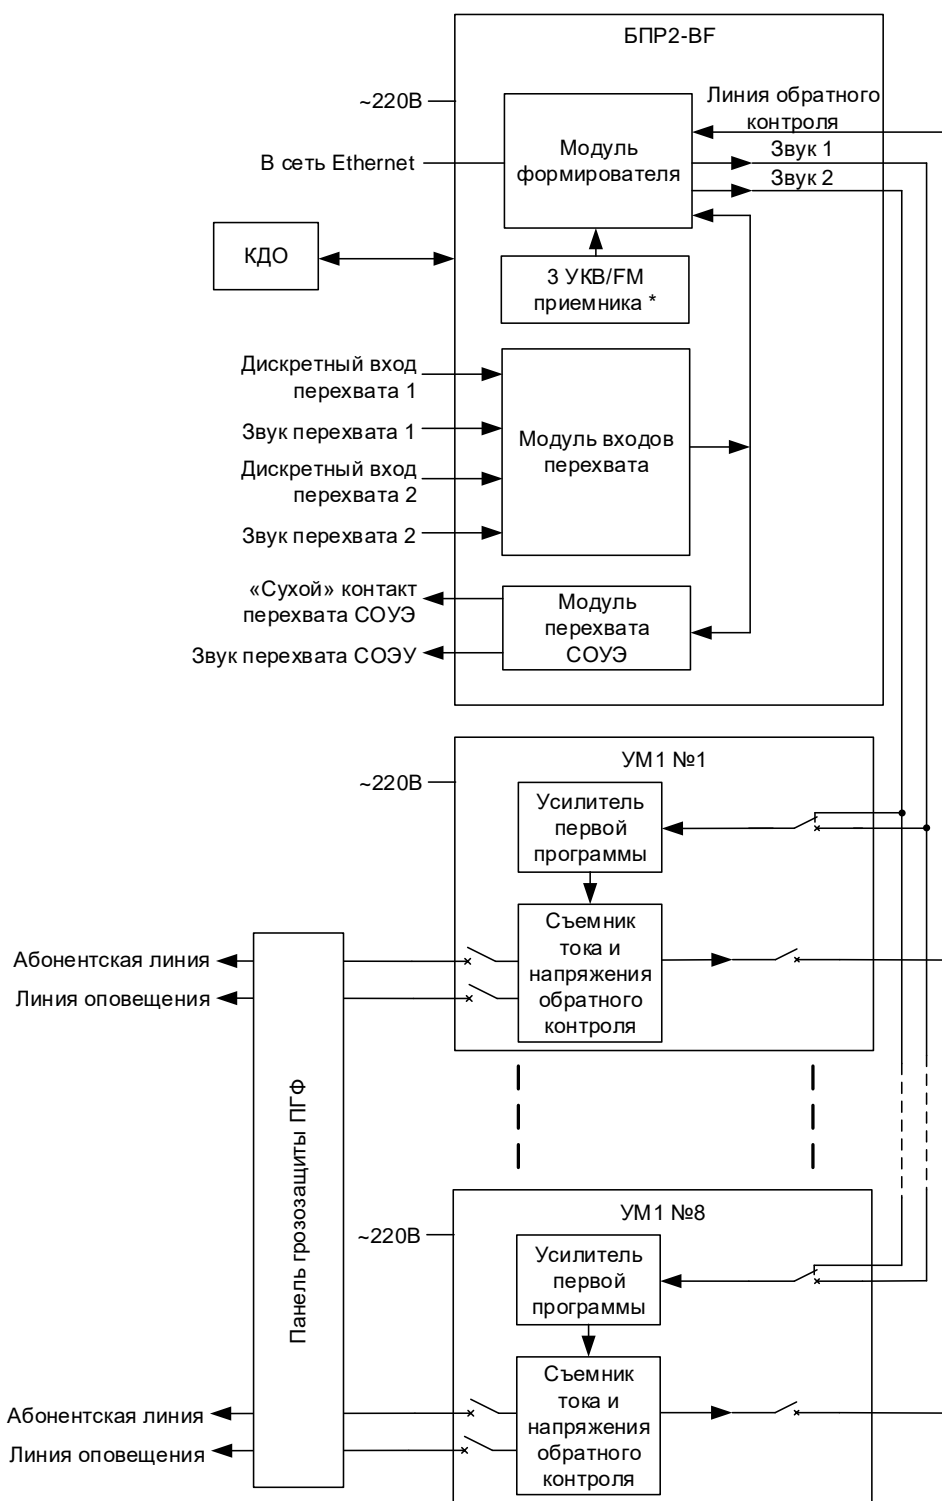 БПР2-BF
~220В
Линия обратного
контроля
Модуль
формирователя
Звук 1
В сеть Ethernet
Звук 2
КДО
3 УКВ/FM
приемника *
Дискретный вход
перехвата 1
Звук перехвата 1
Модуль входов
перехвата
Дискретный вход
перехвата 2
Звук перехвата 2
«Сухой» контакт
перехвата СОУЭ
Модуль
перехвата
СОУЭ
Звук перехвата СОЭУ
УМ1 №1
~220В
Усилитель
первой
программы
Съемник
тока и
напряжения
обратного
контроля
Абонентская линия
Линия оповещения
Панель грозозащиты ПГФ
УМ1 №8
~220В
Усилитель
первой
программы
Съемник
тока и
напряжения
обратного
контроля
Абонентская линия
Линия оповещения